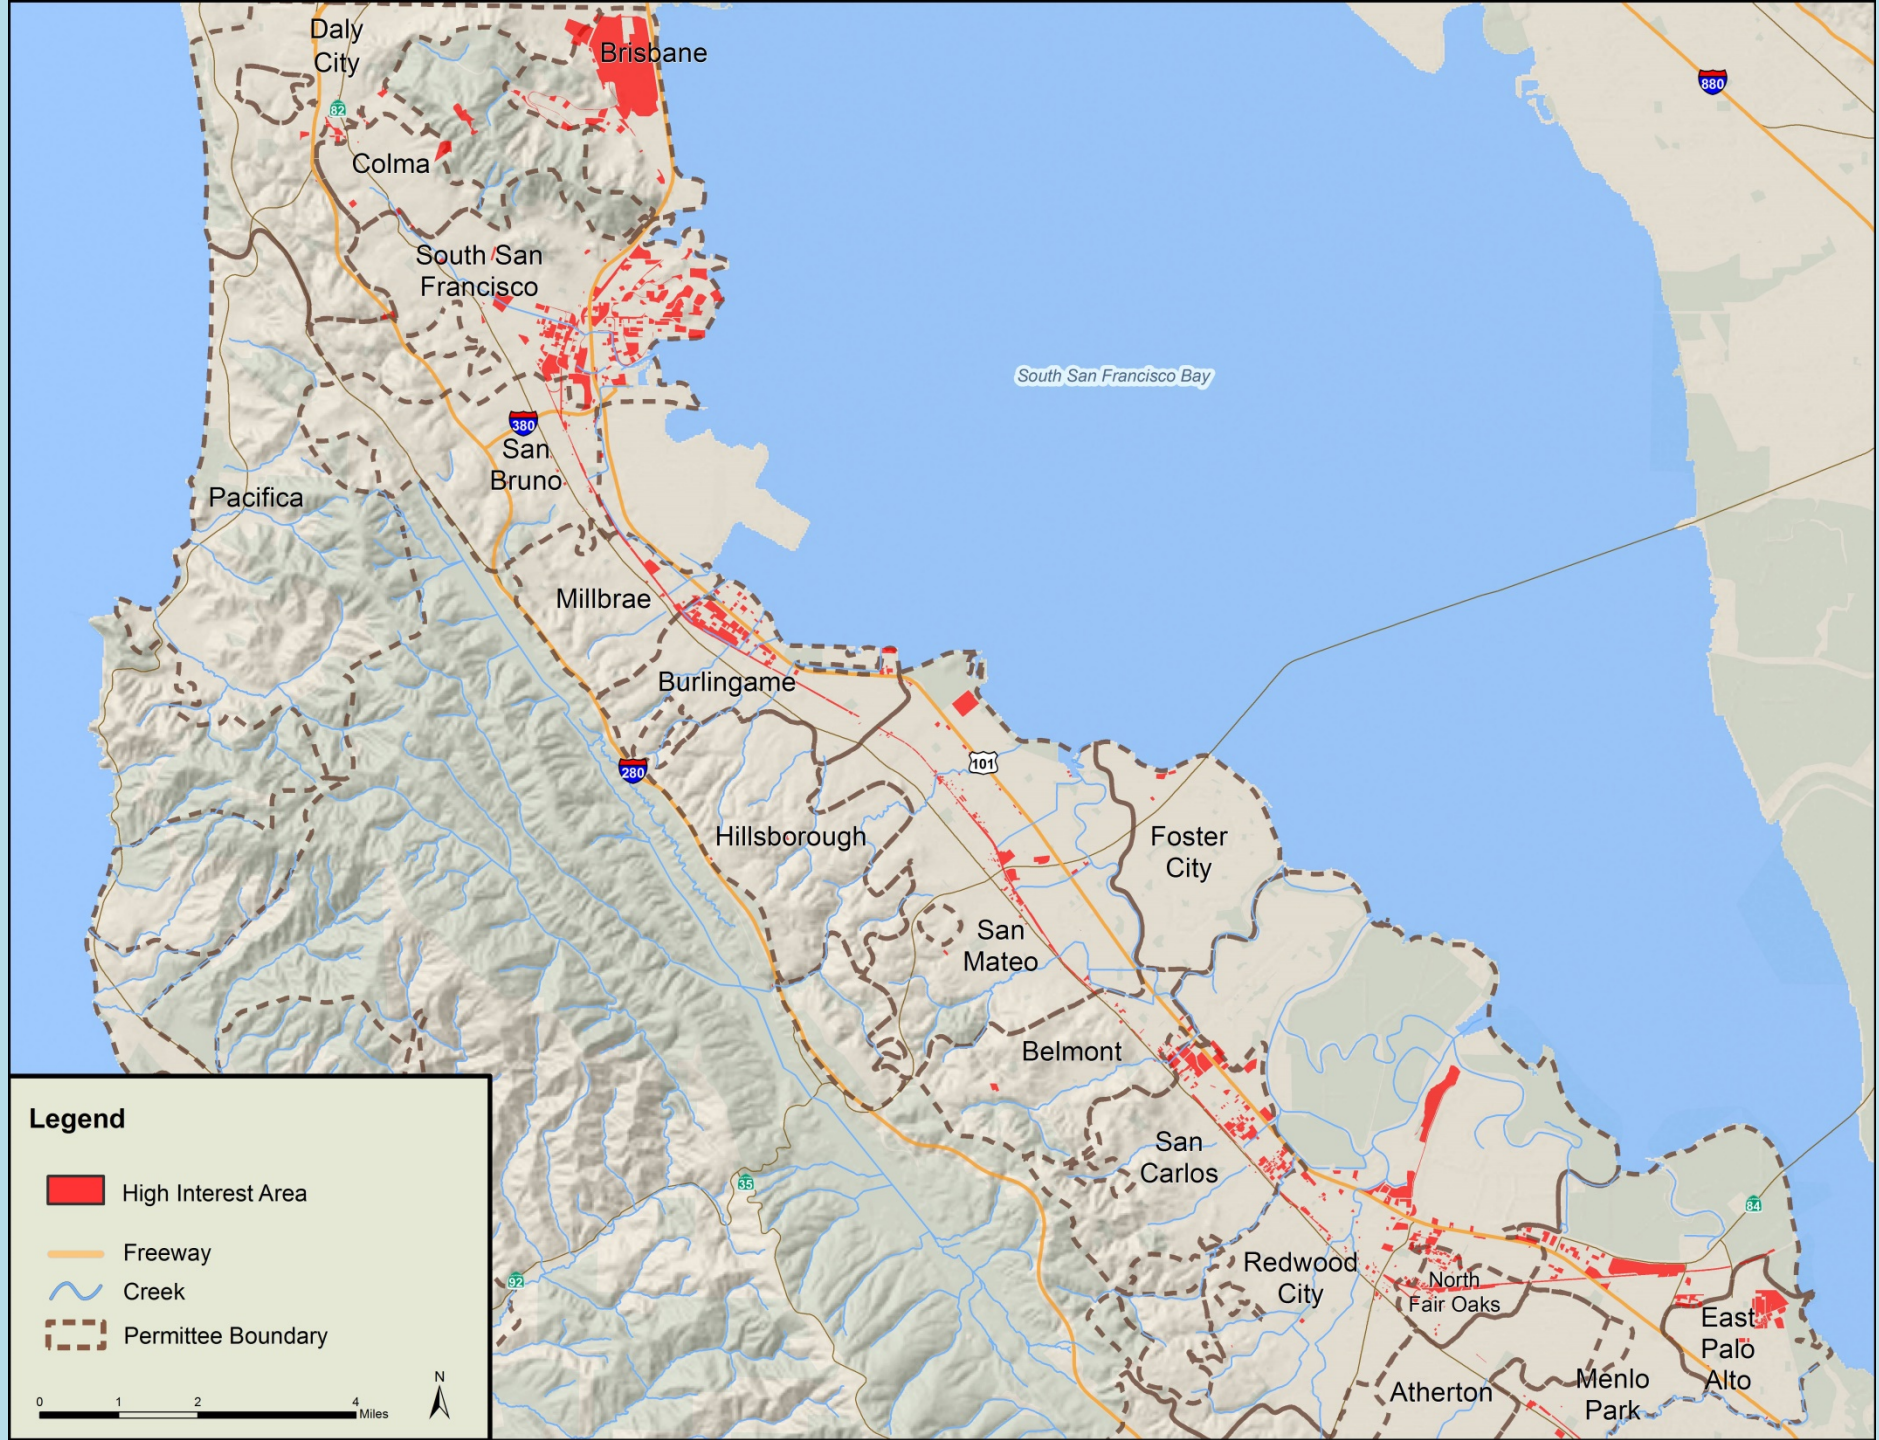 Daly
City
Brisbane
880
82
Colma
South San
Francisco
South San Francisco Bay
380
San
Bruno
Pacifica
Millbrae
Burlingame
101
280
Hillsborough
Foster
City
San
Mateo
Belmont
San
Carlos
35
84
Redwood
City
North
Fair Oaks
92
East
Palo
Alto
Atherton
Menlo
Park
Legend
High Interest Area
Freeway
Creek
Permittee Boundary
N
0 1 2 4
Miles